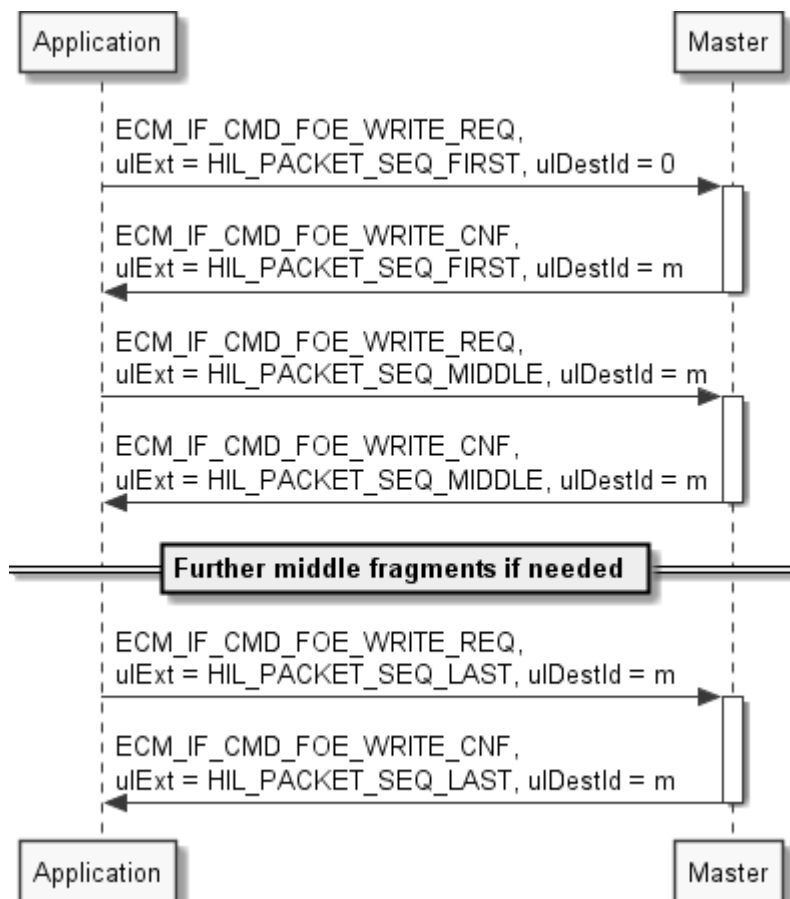 Application Master
ECM_IF_CMD_FOE_WRITE_REQ,
ulExt = HIL_PACKET_SEQ_FIRST, ulDestId = 0
ECM_IF_CMD_FOE_WRITE_CNF,
ulExt = HIL_PACKET_SEQ_FIRST, ulDestId = m
ECM_IF_CMD_FOE_WRITE_REQ,
ulExt = HIL_PACKET_SEQ_MIDDLE, ulDestId = m
ECM_IF_CMD_FOE_WRITE_CNF,
ulExt = HIL_PACKET_SEQ_MIDDLE, ulDestId = m
Further middle fragments if needed
ECM_IF_CMD_FOE_WRITE_REQ,
ulExt = HIL_PACKET_SEQ_LAST, ulDestId = m
ECM_IF_CMD_FOE_WRITE_CNF,
ulExt = HIL_PACKET_SEQ_LAST, ulDestId = m
Application Master